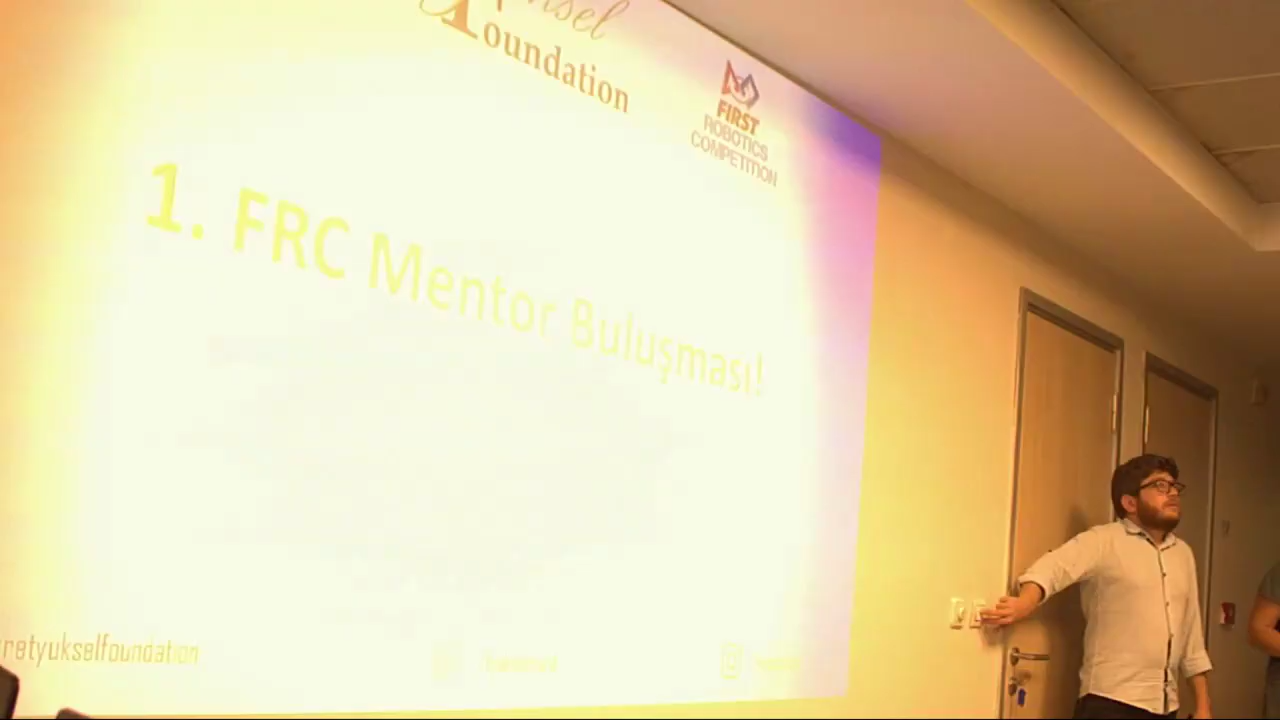 oundation
FIRST
ROBOTICS
COMPETITION
1. FRC Mentor Buluşması!
retyukselfoundation